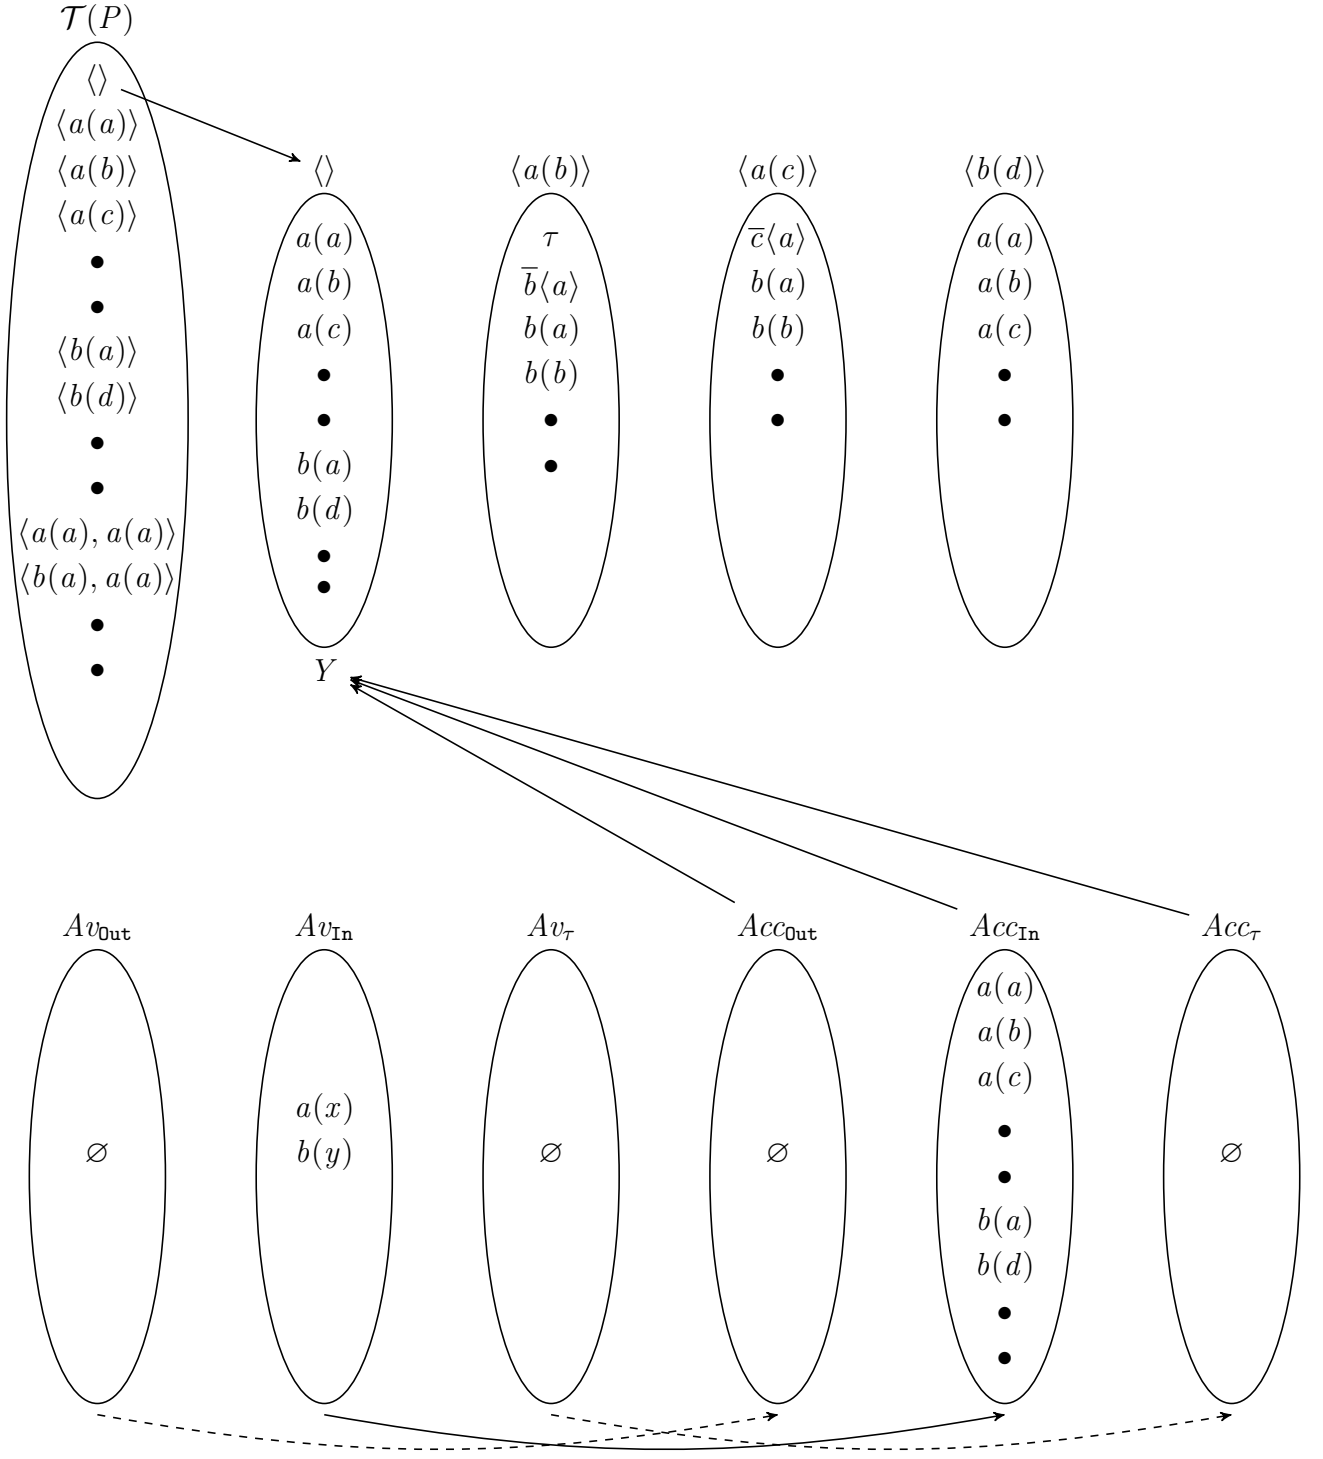 𝒯(P)
⟨⟩
⟨a(a)⟩
⟨a(b)⟩
⟨a(c)⟩
•
•
⟨b(a)⟩
⟨b(d)⟩
•
•
⟨a(a), a(a)⟩
⟨b(a), a(a)⟩
•
•
⟨⟩
a(a)
a(b)
a(c)
•
•
b(a)
b(d)
•
•
Y
⟨a(b)⟩
τ
b̅⟨a⟩
b(a)
b(b)
•
•
⟨a(c)⟩
c̅⟨a⟩
b(a)
b(b)
•
•
⟨b(d)⟩
a(a)
a(b)
a(c)
•
•
Av_Out
∅
Av_In
a(x)
b(y)
Av_τ
∅
Acc_Out
∅
Acc_In
a(a)
a(b)
a(c)
•
•
b(a)
b(d)
•
•
Acc_τ
∅